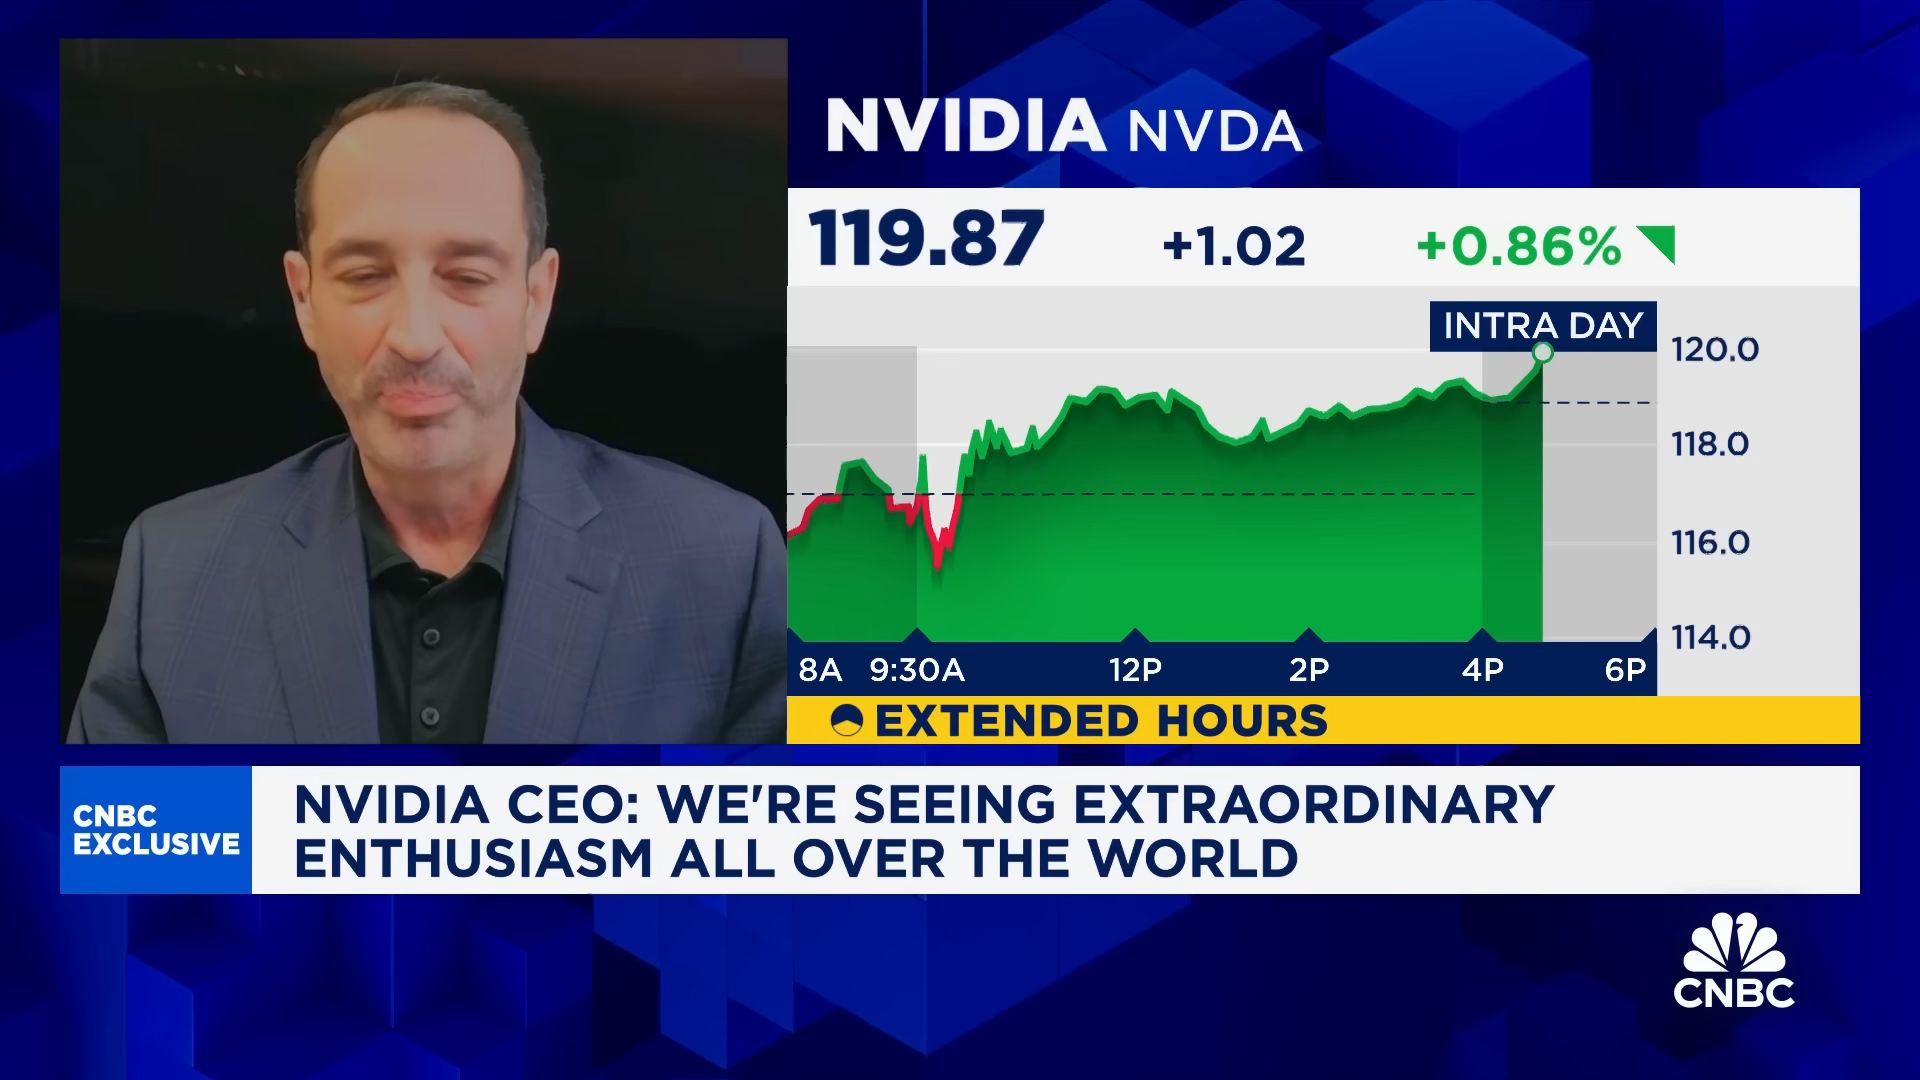 NVIDIA NVDA
119.87 +1.02 +0.86%
INTRA DAY
120.0
118.0
116.0
114.0
8A 9:30A 12P 2P 4P 6P
EXTENDED HOURS
CNBC
EXCLUSIVE
NVIDIA CEO: WE'RE SEEING EXTRAORDINARY
ENTHUSIASM ALL OVER THE WORLD
CNBC